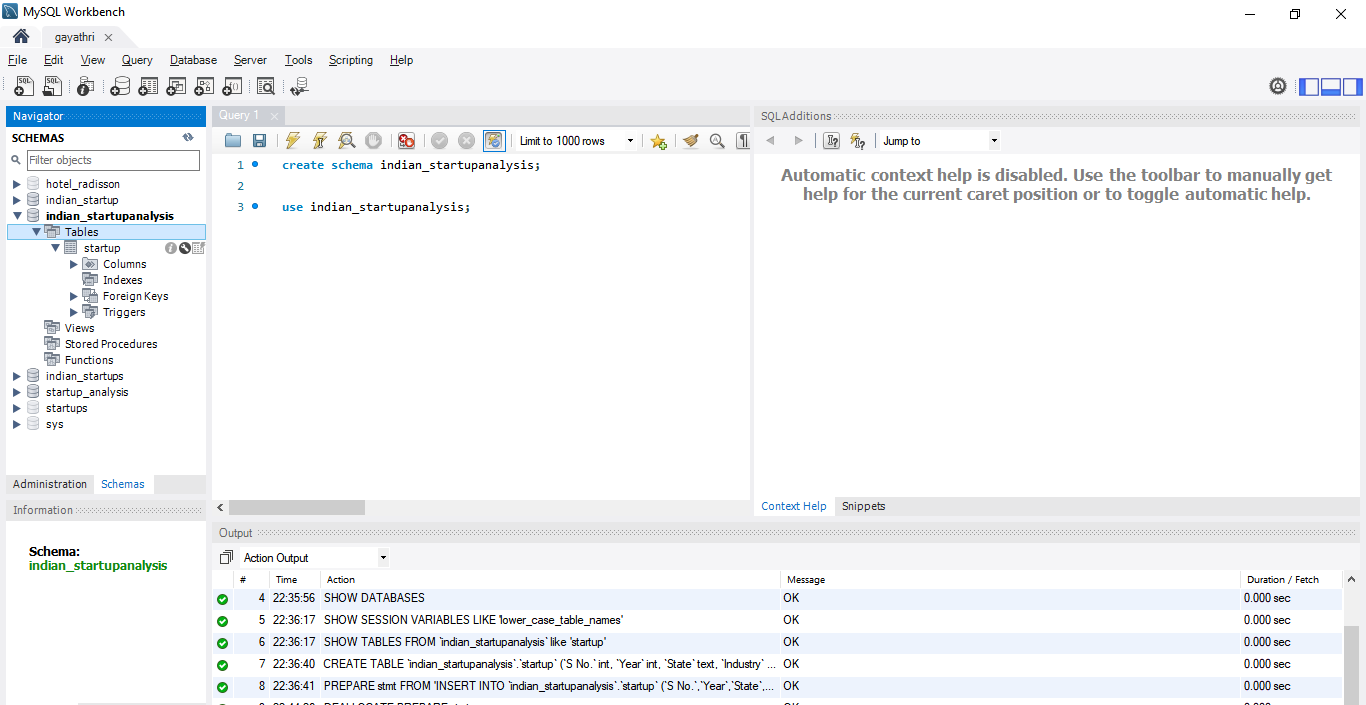 MySQL Workbench
gayathri
File Edit View Query Database Server Tools Scripting Help
Navigator
SCHEMAS
Filter objects
hotel_radisson
indian_startup
indian_startupanalysis
Tables
startup
Columns
Indexes
Foreign Keys
Triggers
Views
Stored Procedures
Functions
indian_startups
startup_analysis
startups
sys
Administration Schemas
Information
Schema:
indian_startupanalysis
Query 1
Limit to 1000 rows
1 create schema indian_startupanalysis;
2
3 use indian_startupanalysis;
SQLAdditions
Jump to
Automatic context help is disabled. Use the toolbar to manually get
help for the current caret position or to toggle automatic help.
Context Help Snippets
Output
Action Output
# Time Action Message Duration / Fetch
4 22:35:56 SHOW DATABASES OK 0.000 sec
5 22:36:17 SHOW SESSION VARIABLES LIKE 'lower_case_table_names' OK 0.000 sec
6 22:36:17 SHOW TABLES FROM `indian_startupanalysis` like 'startup' OK 0.000 sec
7 22:36:40 CREATE TABLE `indian_startupanalysis`.`startup` (`S No.` int, `Year` int, `State` text, `Industry` ... OK 0.000 sec
8 22:36:41 PREPARE stmt FROM 'INSERT INTO `indian_startupanalysis`.`startup` (`S No.`,`Year`,`State`,... OK 0.000 sec